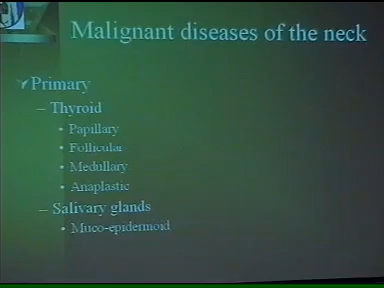 Malignant diseases of the neck
Primary
– Thyroid
• Papillary
• Follicular
• Medullary
• Anaplastic
– Salivary glands
• Muco-epidermoid